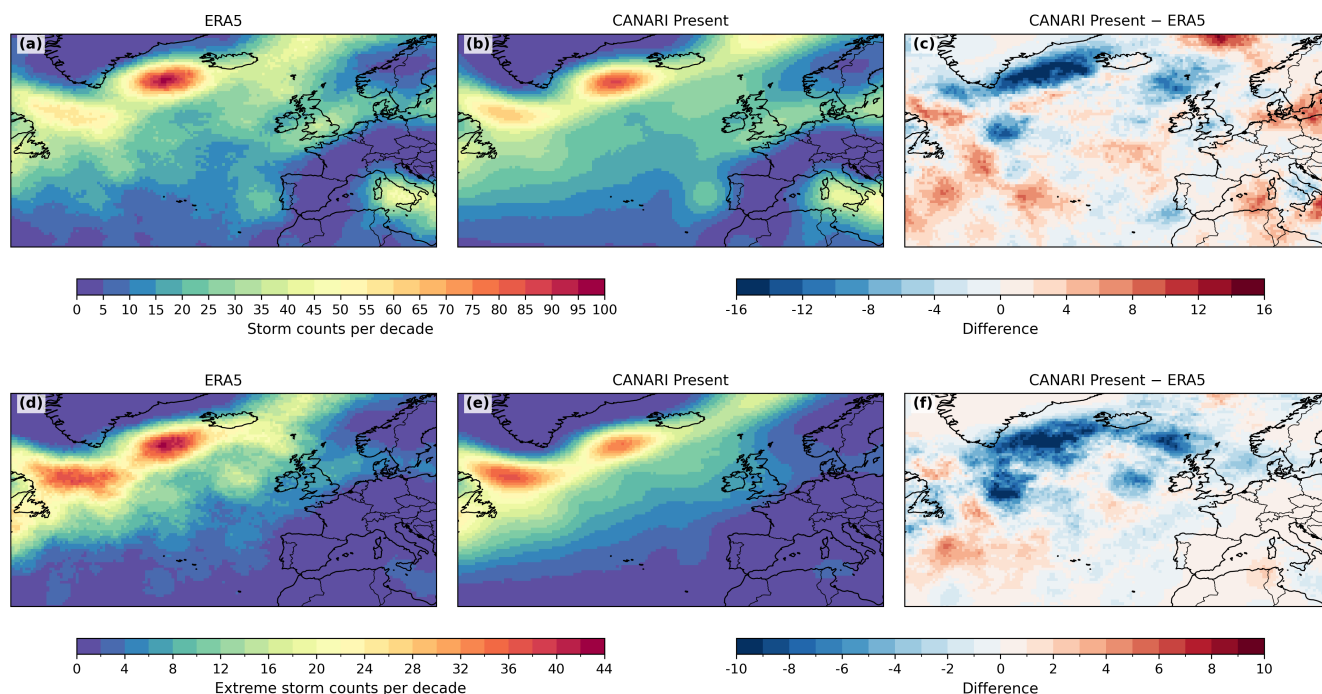 ERA5 CANARI Present CANARI Present − ERA5
(a) (b) (c)
0 5 10 15 20 25 30 35 40 45 50 55 60 65 70 75 80 85 90 95 100
Storm counts per decade
-16 -12 -8 -4 0 4 8 12 16
Difference
ERA5 CANARI Present CANARI Present − ERA5
(d) (e) (f)
0 4 8 12 16 20 24 28 32 36 40 44
Extreme storm counts per decade
-10 -8 -6 -4 -2 0 2 4 6 8 10
Difference